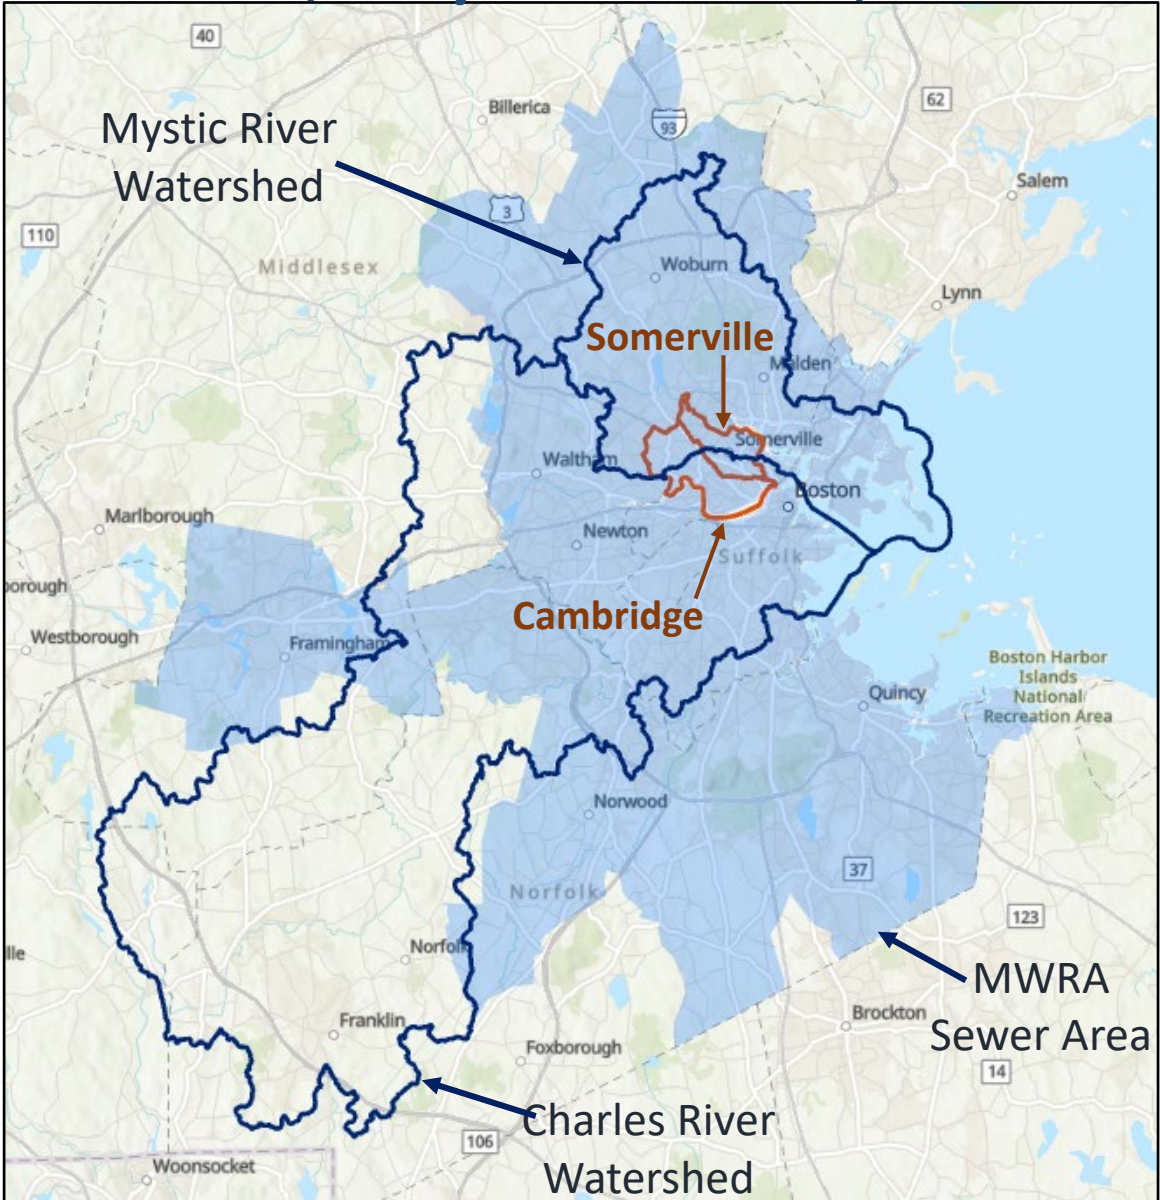 40
Billerica
62
Mystic River
Watershed
93
Salem
3
110
Middlesex
Woburn
Lynn
Somerville
Malden
Somerville
Waltham
Boston
Marlborough
Newton
Suffolk
borough
Cambridge
Westborough
Framingham
Boston Harbor
Islands
National
Recreation Area
Quincy
Norwood
37
Norfolk
123
lle
Norfolk
MWRA
Sewer Area
Franklin
Brockton
Foxborough
14
Charles River
Watershed
106
Woonsocket